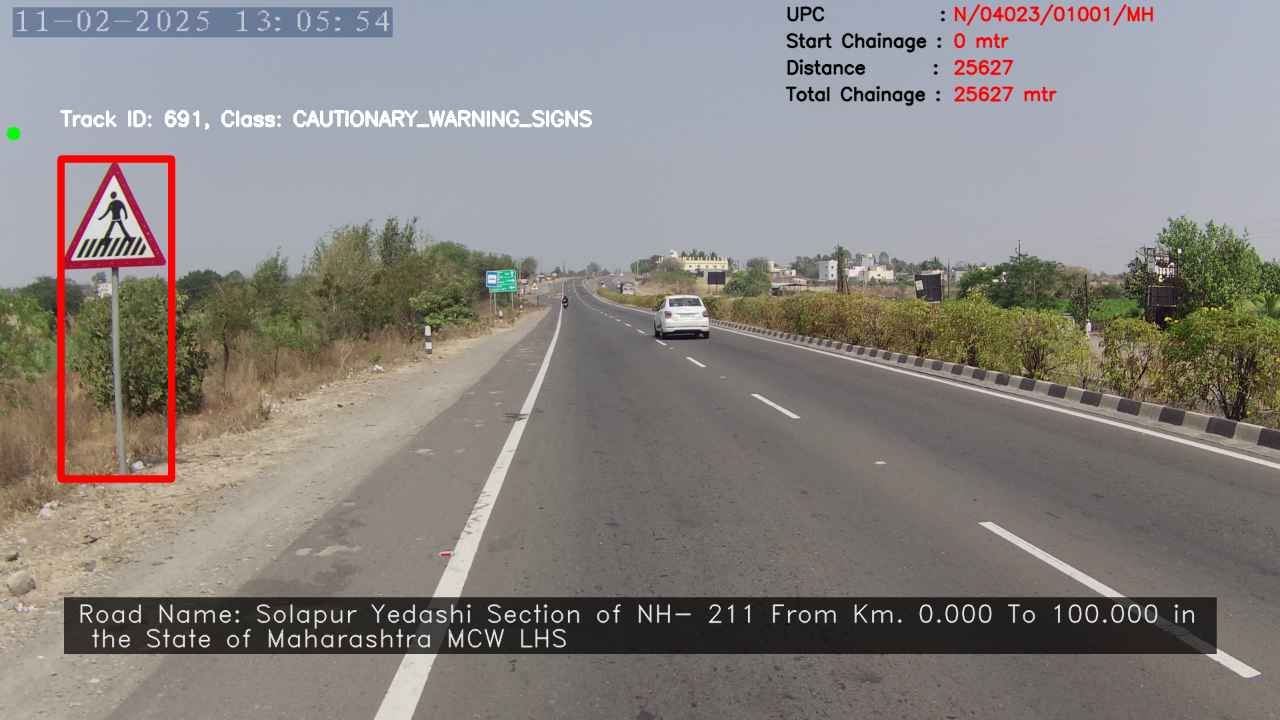 11-02-2025 13:05:54
UPC : N/04023/01001/MH
Start Chainage : 0 mtr
Distance : 25627
Total Chainage : 25627 mtr
Track ID: 691, Class: CAUTIONARY_WARNING_SIGNS
Road Name: Solapur Yedashi Section of NH- 211 From Km. 0.000 To 100.000 in
the State of Maharashtra MCW LHS